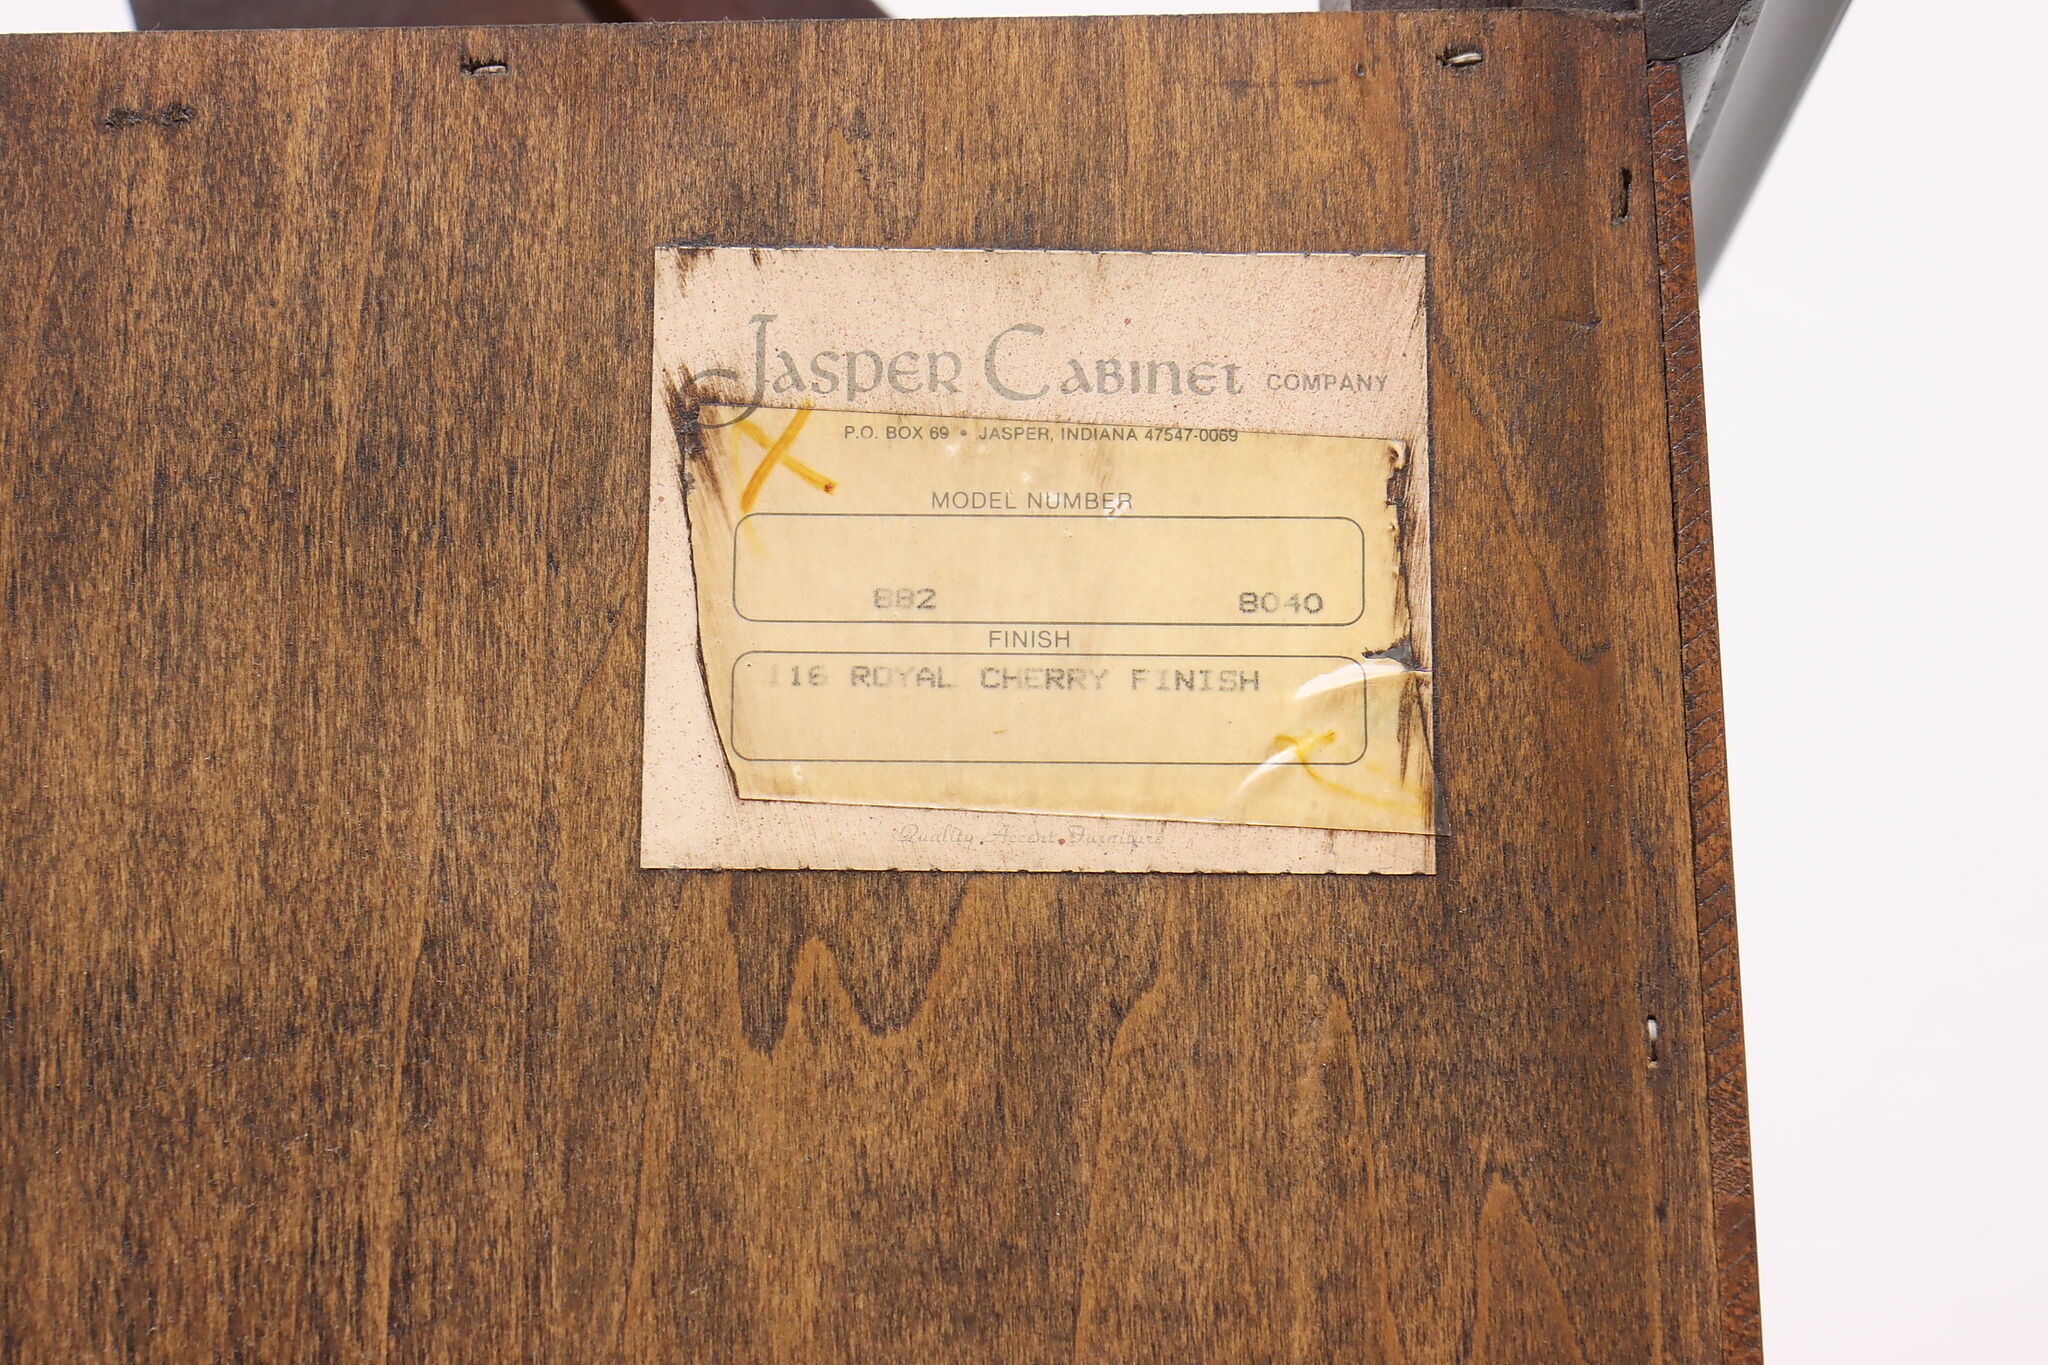 JASPER CABINET COMPANY
P.O. BOX 69 • JASPER, INDIANA 47547-0069
MODEL NUMBER
882 8040
FINISH
116 ROYAL CHERRY FINISH
Quality Accent Furniture